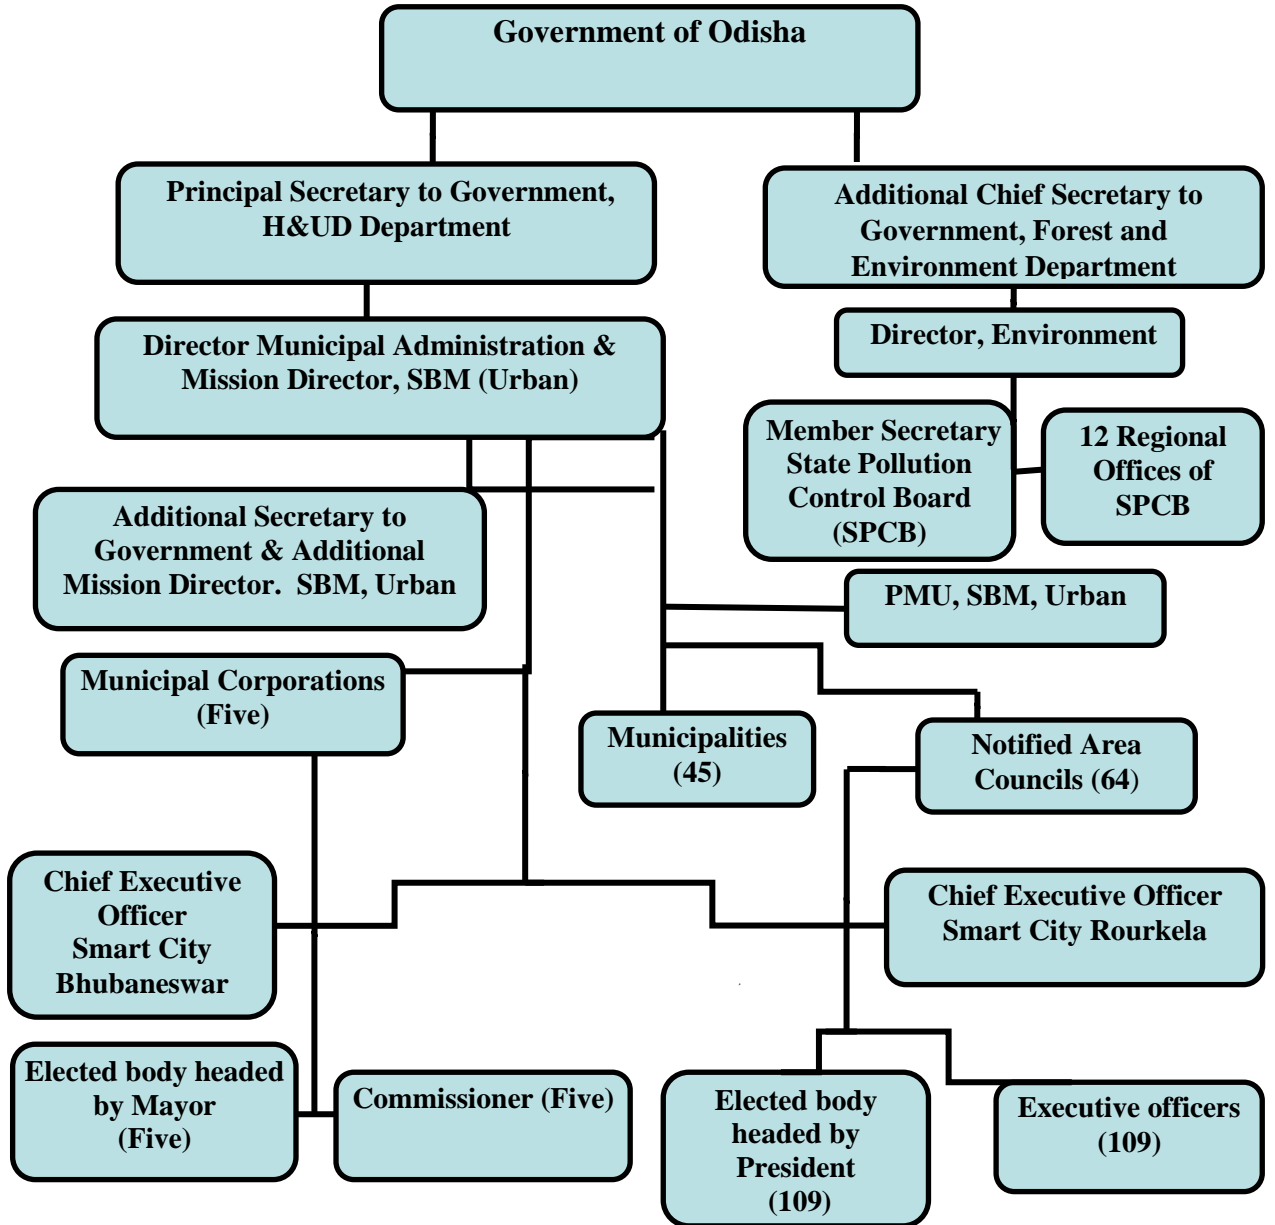 Government of Odisha
Principal Secretary to Government,
H&UD Department
Additional Chief Secretary to
Government, Forest and
Environment Department
Director Municipal Administration &
Mission Director, SBM (Urban)
Director, Environment
Member Secretary
State Pollution
Control Board
(SPCB)
12 Regional
Offices of
SPCB
Additional Secretary to
Government & Additional
Mission Director.  SBM, Urban
PMU, SBM, Urban
Municipal Corporations
(Five)
Municipalities
(45)
Notified Area
Councils (64)
Chief Executive
Officer
Smart City
Bhubaneswar
Chief Executive Officer
Smart City Rourkela
Elected body headed
by Mayor
(Five)
Commissioner (Five)
Elected body
headed by
President
(109)
Executive officers
(109)